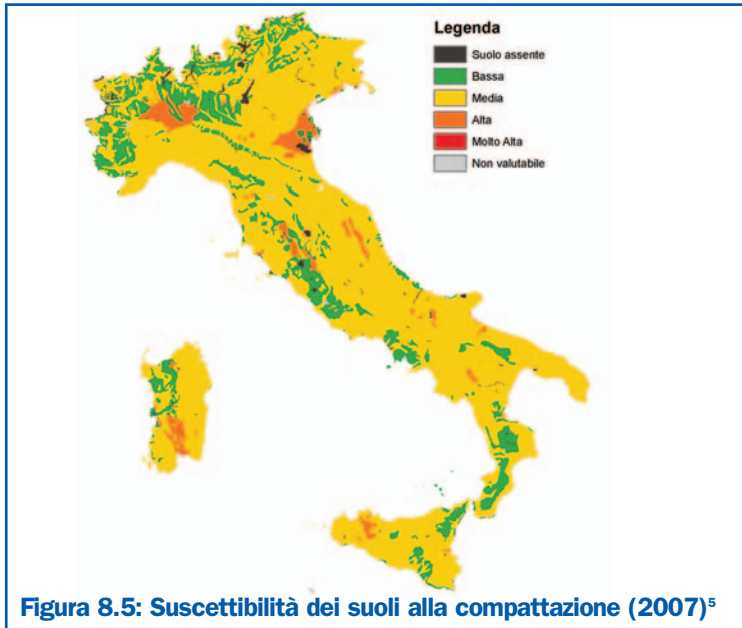 Legenda
Suolo assente
Bassa
Media
Alta
Molto Alta
Non valutabile
Figura 8.5: Suscettibilità dei suoli alla compattazione (2007)⁵